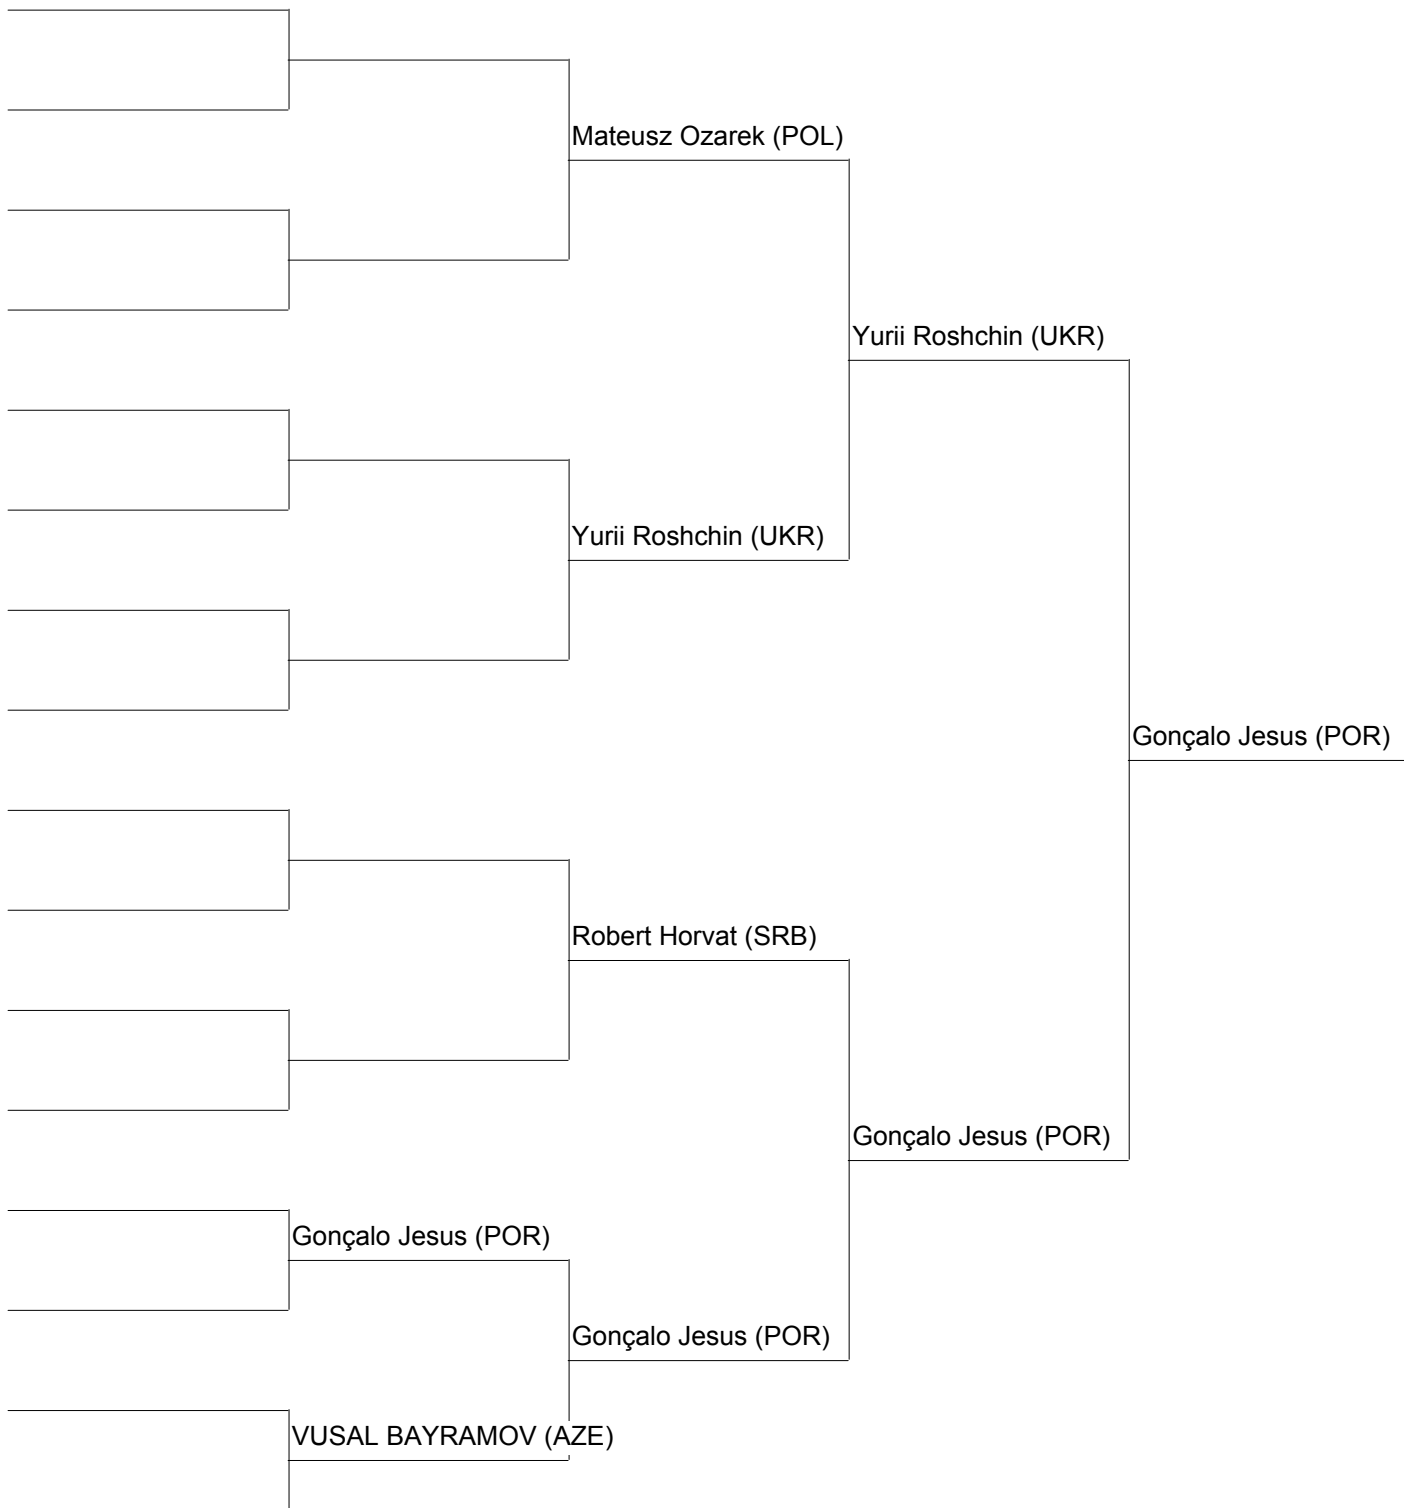 Mateusz Ozarek (POL)
Yurii Roshchin (UKR)
Yurii Roshchin (UKR)
Gonçalo Jesus (POR)
Robert Horvat (SRB)
Gonçalo Jesus (POR)
Gonçalo Jesus (POR)
Gonçalo Jesus (POR)
VUSAL BAYRAMOV (AZE)